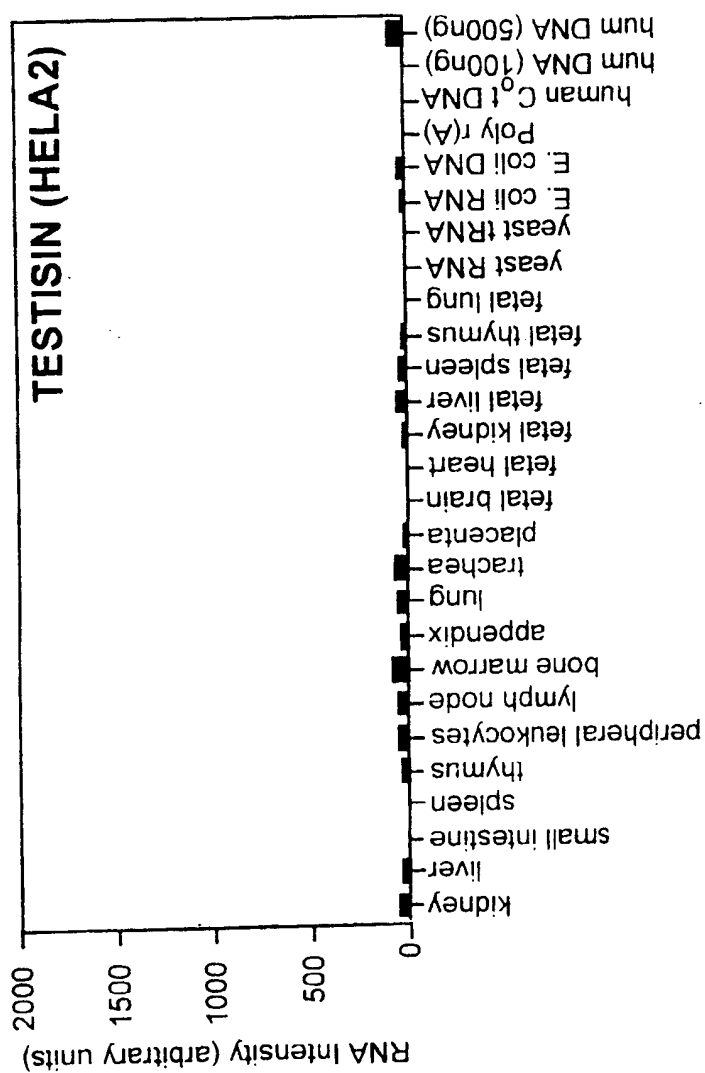 TESTISIN (HELA2)
RNA Intensity (arbitrary units)
2000
1500
1000
500
0
kidney
liver
small intestine
spleen
thymus
peripheral leukocytes
lymph node
bone marrow
appendix
lung
trachea
placenta
fetal brain
fetal heart
fetal kidney
fetal liver
fetal spleen
fetal thymus
fetal lung
yeast RNA
yeast tRNA
E. coli RNA
E. coli DNA
Poly r(A)
human C₀t DNA
hum DNA (100ng)
hum DNA (500ng)